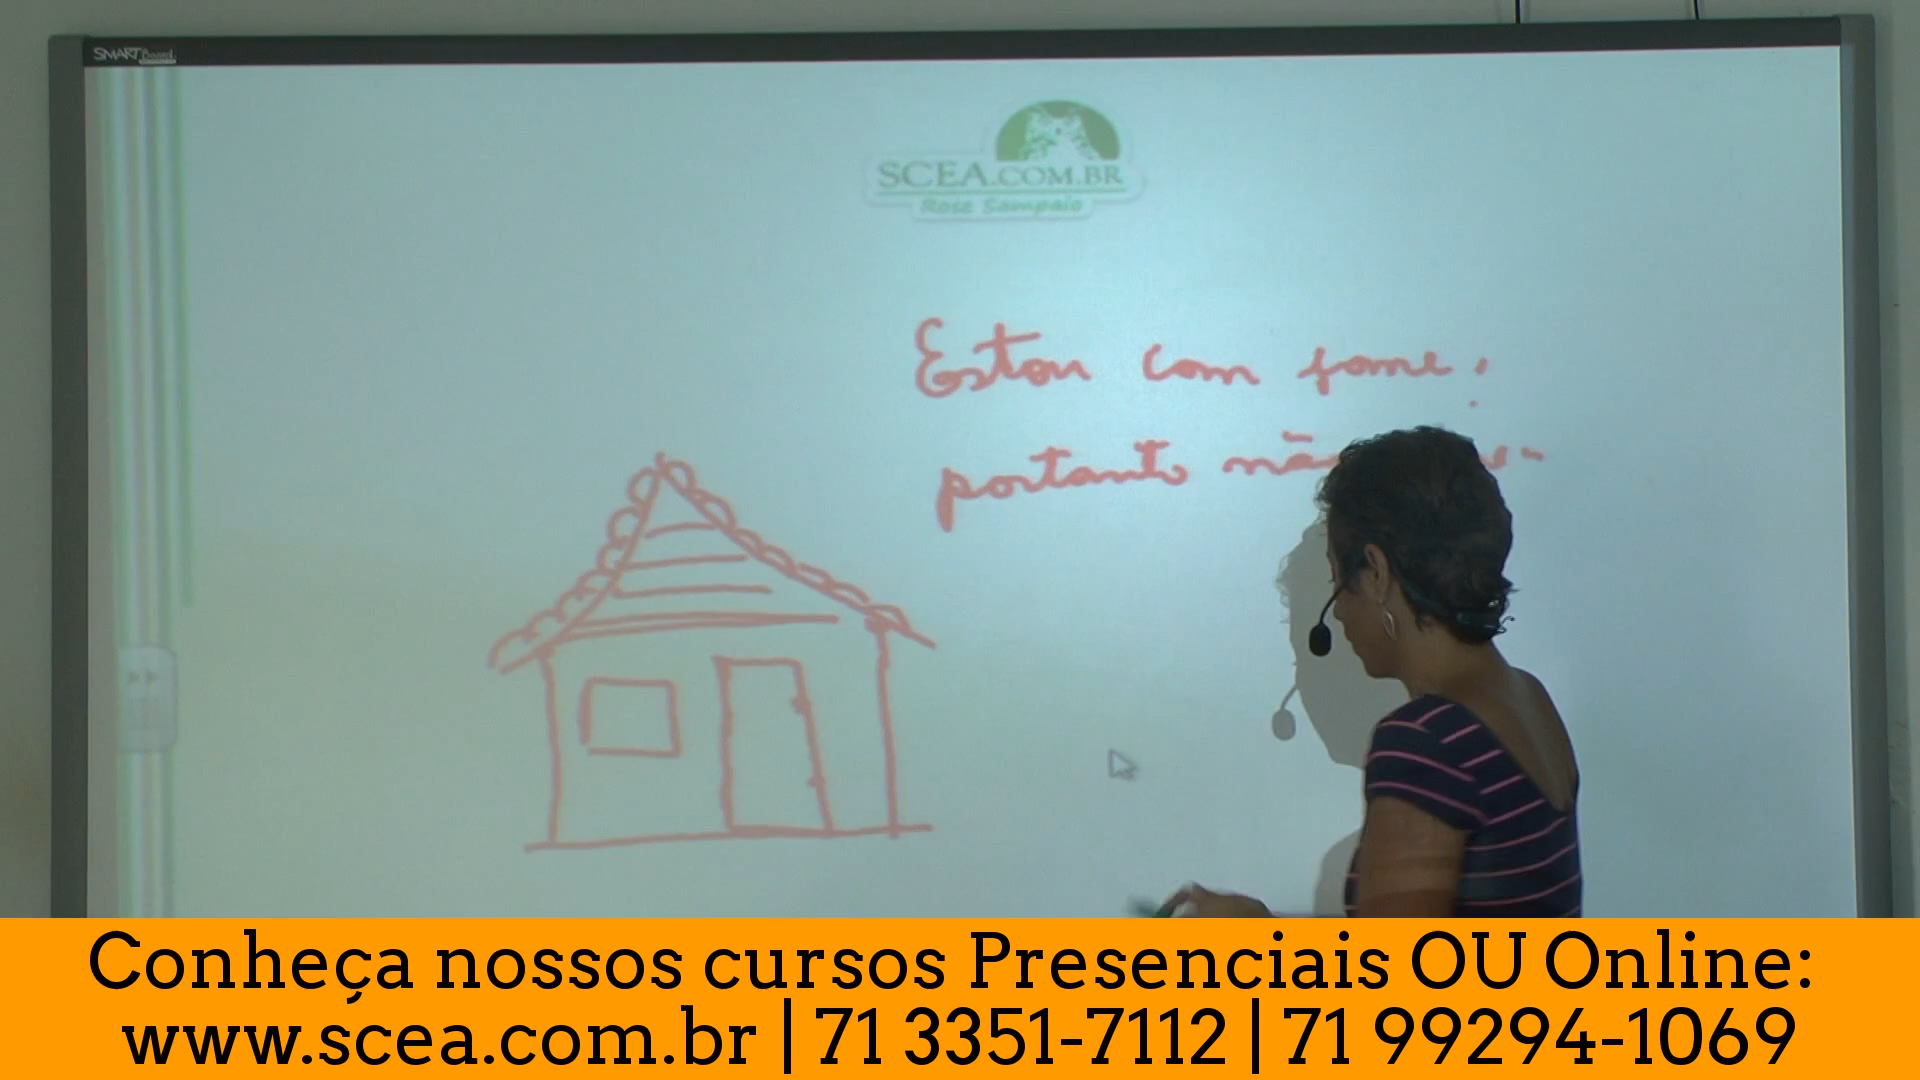 SMART Board
SCEA.COM.BR
Rose Sampaio
Estou com fome;
portanto não
Conheça nossos cursos Presenciais OU Online:
www.scea.com.br | 71 3351-7112 | 71 99294-1069